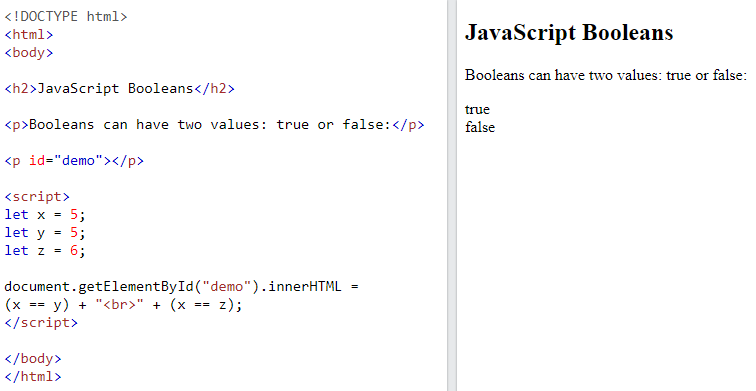 <!DOCTYPE html>
<html>
<body>
<h2>JavaScript Booleans</h2>
<p>Booleans can have two values: true or false:</p>
<p id="demo"></p>
<script>
let x = 5;
let y = 5;
let z = 6;
document.getElementById("demo").innerHTML =
(x == y) + "<br>" + (x == z);
</script>
</body>
</html>
JavaScript Booleans
Booleans can have two values: true or false:
true
false